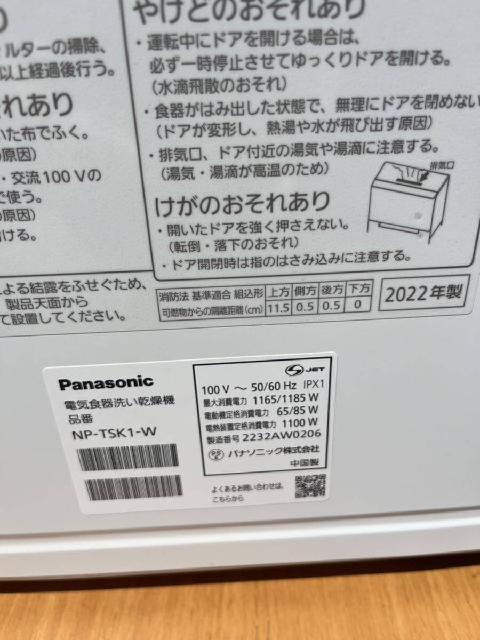 やけどのおそれあり
・運転中にドアを開ける場合は、
必ず一時停止させてゆっくりドアを開ける。
(水滴飛散のおそれ)
・食器がはみ出した状態で、無理にドアを閉めない
(ドアが変形し、熱湯や水が飛び出す原因)
・排気口、ドア付近の湯気や湯滴に注意する。
(湯気・湯滴が高温のため)
排気口
けがのおそれあり
・開いたドアを強く押さえない。
(転倒・落下のおそれ)
・ドア開閉時は指のはさみ込みに注意する。
ィルターの掃除、
以上経過後行う。
れあり
いた布でふく。
の原因)
・交流100Vの
で使う。
の原因)
ける。
よる結露をふせぐため、
製品天面から
て設置してください。
消防法 基準適合 組込形 上方 側方 後方 下方
可燃物からの離隔距離(cm) 11.5 0.5 0.5 0
2022年製
Panasonic
電気食器洗い乾燥機
品番
NP-TSK1-W
JET
100 V ～ 50/60 Hz IPX1
最大消費電力 1165/1185 W
電動機定格消費電力 65/85 W
電熱装置定格消費電力 1100 W
製造番号 2232AW0206
パナソニック株式会社
中国製
よくあるお問い合わせは、
こちらから